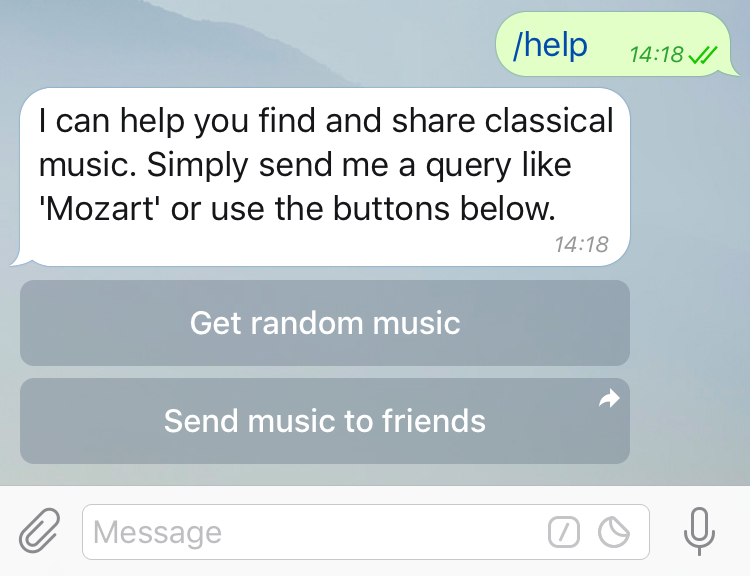 /help
14:18
I can help you find and share classical
music. Simply send me a query like
'Mozart' or use the buttons below.
14:18
Get random music
Send music to friends
Message